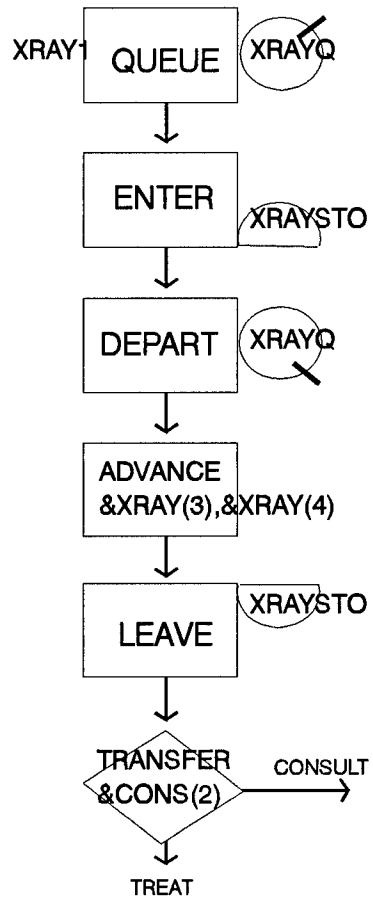 XRAY1 QUEUE XRAYQ
ENTER
XRAYSTO
DEPART XRAYQ
ADVANCE
&XRAY(3),&XRAY(4)
LEAVE XRAYSTO
TRANSFER
&CONS(2)
CONSULT
TREAT